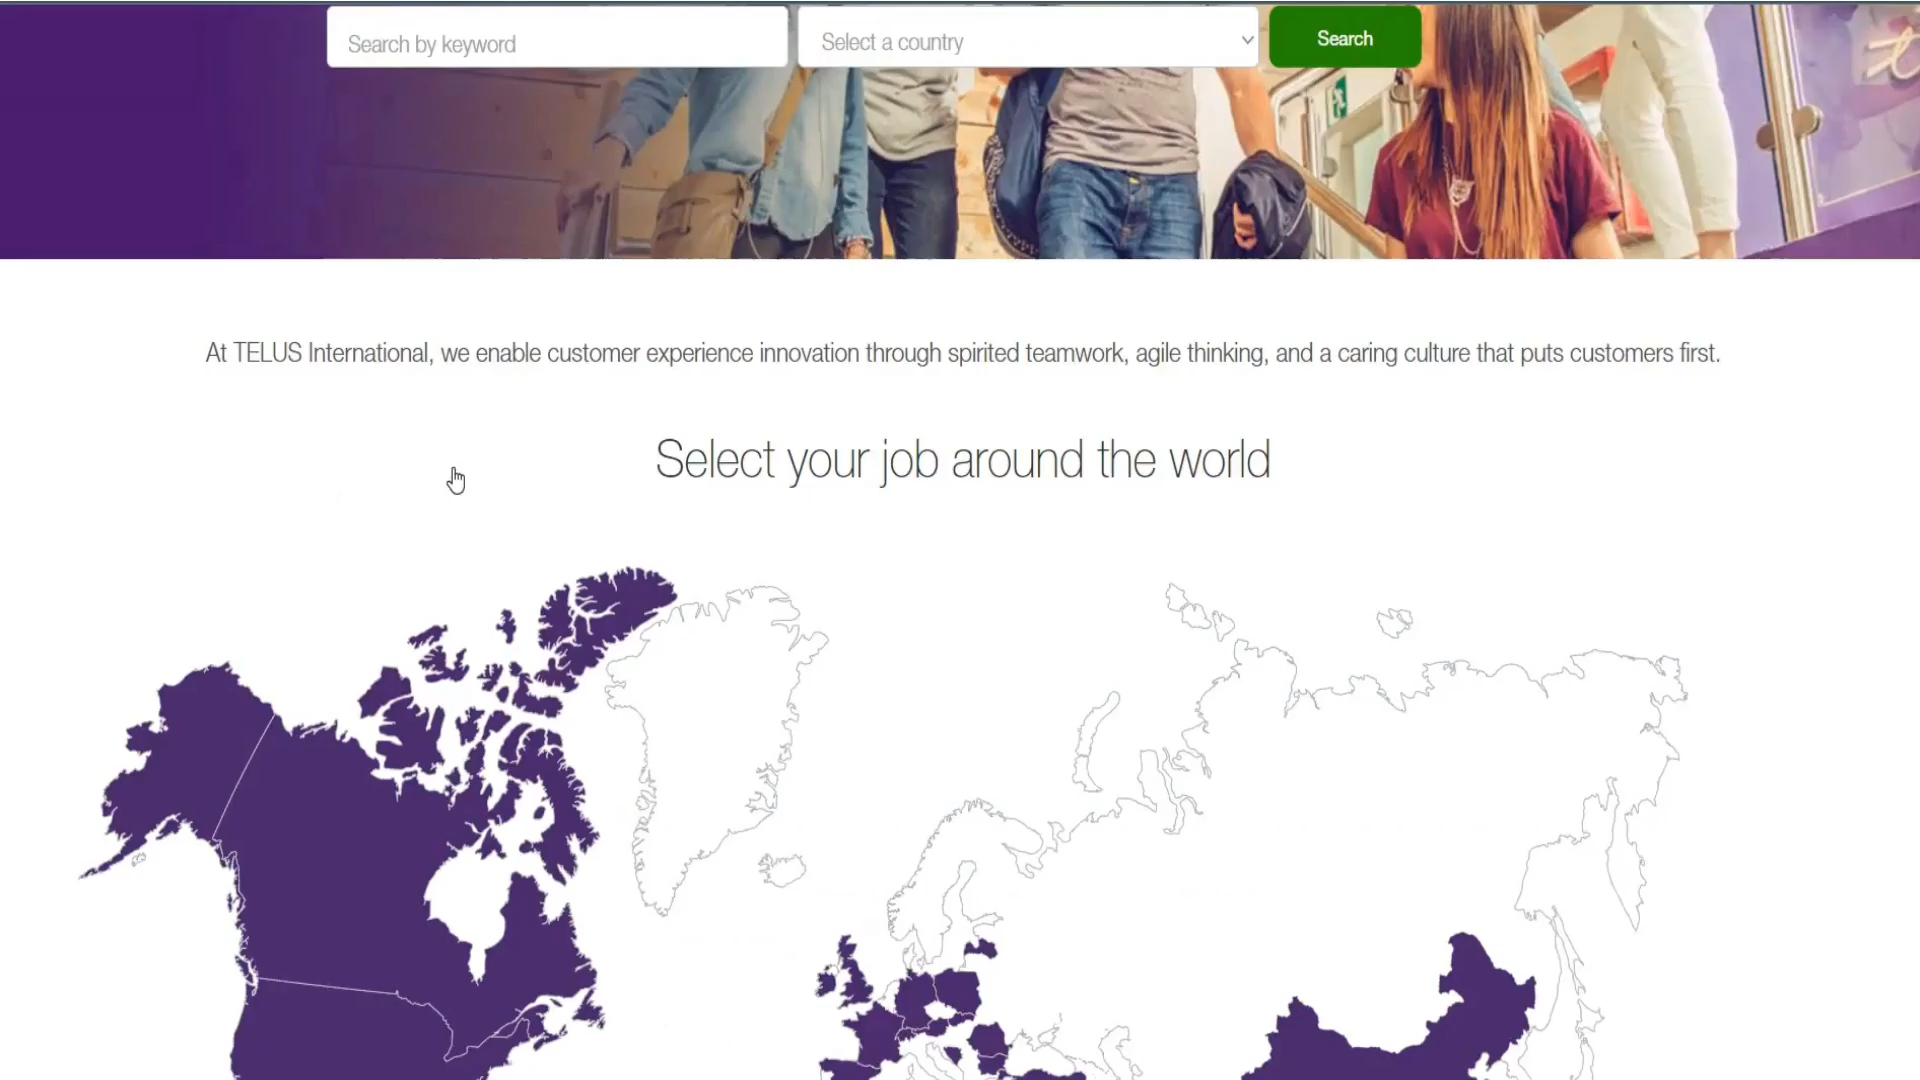 Search by keyword
Select a country
Search
At TELUS International, we enable customer experience innovation through spirited teamwork, agile thinking, and a caring culture that puts customers first.
Select your job around the world